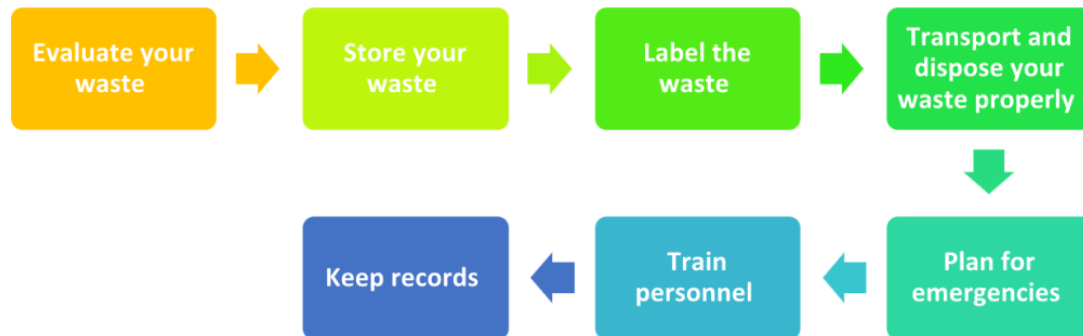 Evaluate your
waste
Store your
waste
Label the
waste
Transport and
dispose your
waste properly
Plan for
emergencies
Train
personnel
Keep records